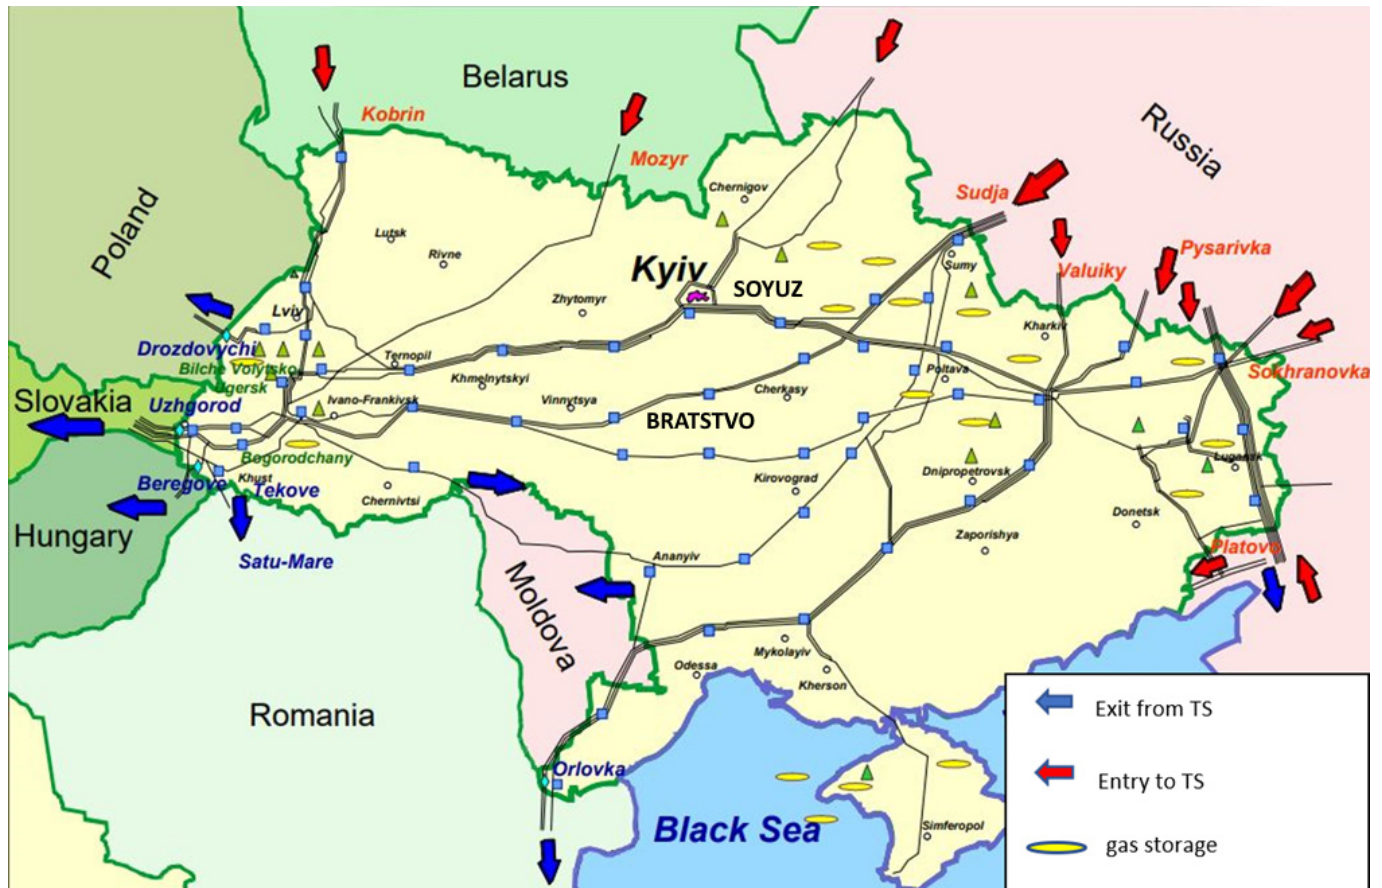 Belarus
Russia
Poland
Kobrin
Mozyr
Sudja
Chernigov
Lutsk
Rivne
Kyiv
SOYUZ
Sumy
Valuiky
Pysarivka
Zhytomyr
Lviv
Kharkiv
Drozdovychi
Bilche Volytsko
Ugersk
Ternopil
Khmelnytskyi
Cherkasy
Poltava
Sokhranovka
Slovakia
Uzhgorod
Ivano-Frankivsk
Vinnytsya
BRATSTVO
Bogorodchany
Beregove
Khust
Tekove
Chernivtsi
Kirovograd
Dnipropetrovsk
Lugansk
Donetsk
Hungary
Satu-Mare
Ananyiv
Zaporishya
Platovo
Moldova
Odessa
Mykolayiv
Kherson
Romania
Orlovka
Black Sea
Simferopol
Exit from TS
Entry to TS
gas storage